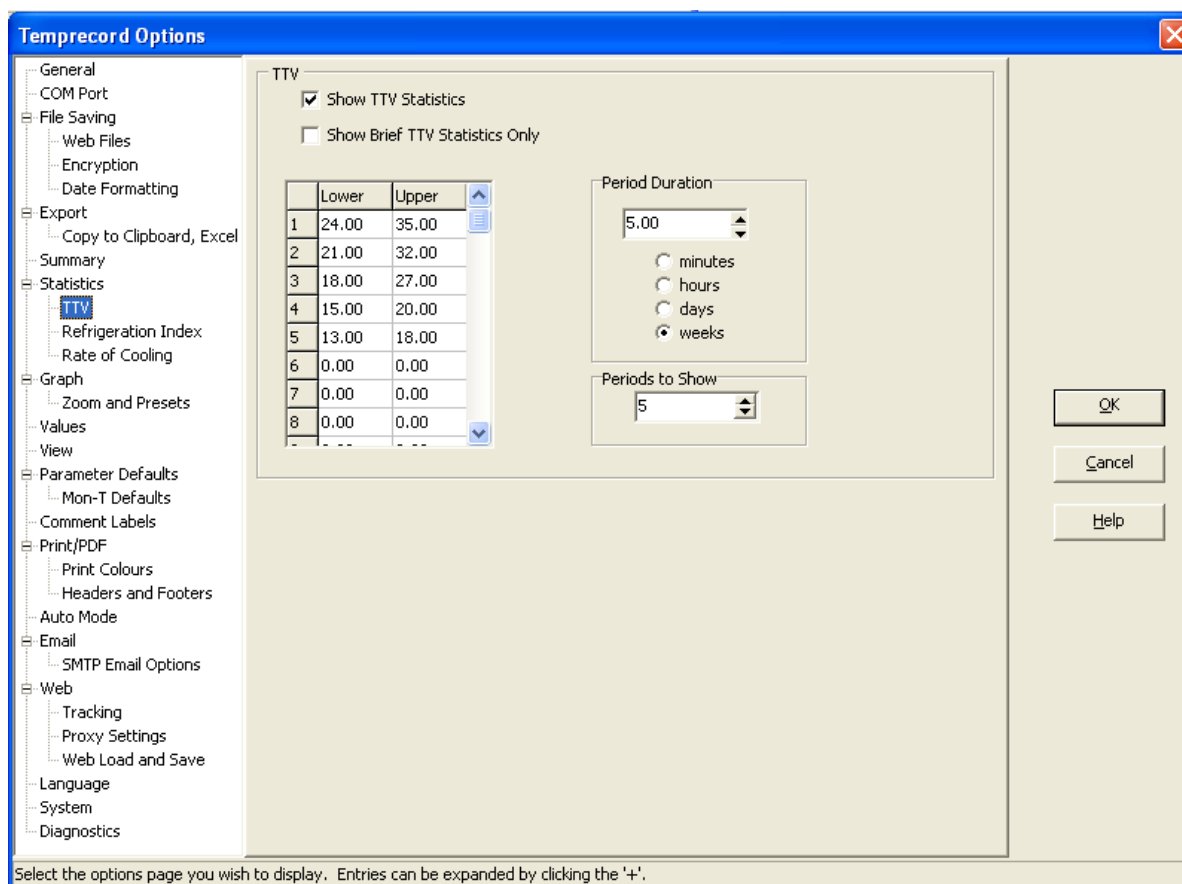 Temprecord Options
General
COM Port
File Saving
Web Files
Encryption
Date Formatting
Export
Copy to Clipboard, Excel
Summary
Statistics
TTV
Refrigeration Index
Rate of Cooling
Graph
Zoom and Presets
Values
View
Parameter Defaults
Mon-T Defaults
Comment Labels
Print/PDF
Print Colours
Headers and Footers
Auto Mode
Email
SMTP Email Options
Web
Tracking
Proxy Settings
Web Load and Save
Language
System
Diagnostics
TTV
Show TTV Statistics
Show Brief TTV Statistics Only
Lower Upper
1 24.00 35.00
2 21.00 32.00
3 18.00 27.00
4 15.00 20.00
5 13.00 18.00
6 0.00 0.00
7 0.00 0.00
8 0.00 0.00
Period Duration
5.00
minutes
hours
days
weeks
Periods to Show
5
OK
Cancel
Help
Select the options page you wish to display. Entries can be expanded by clicking the '+'.